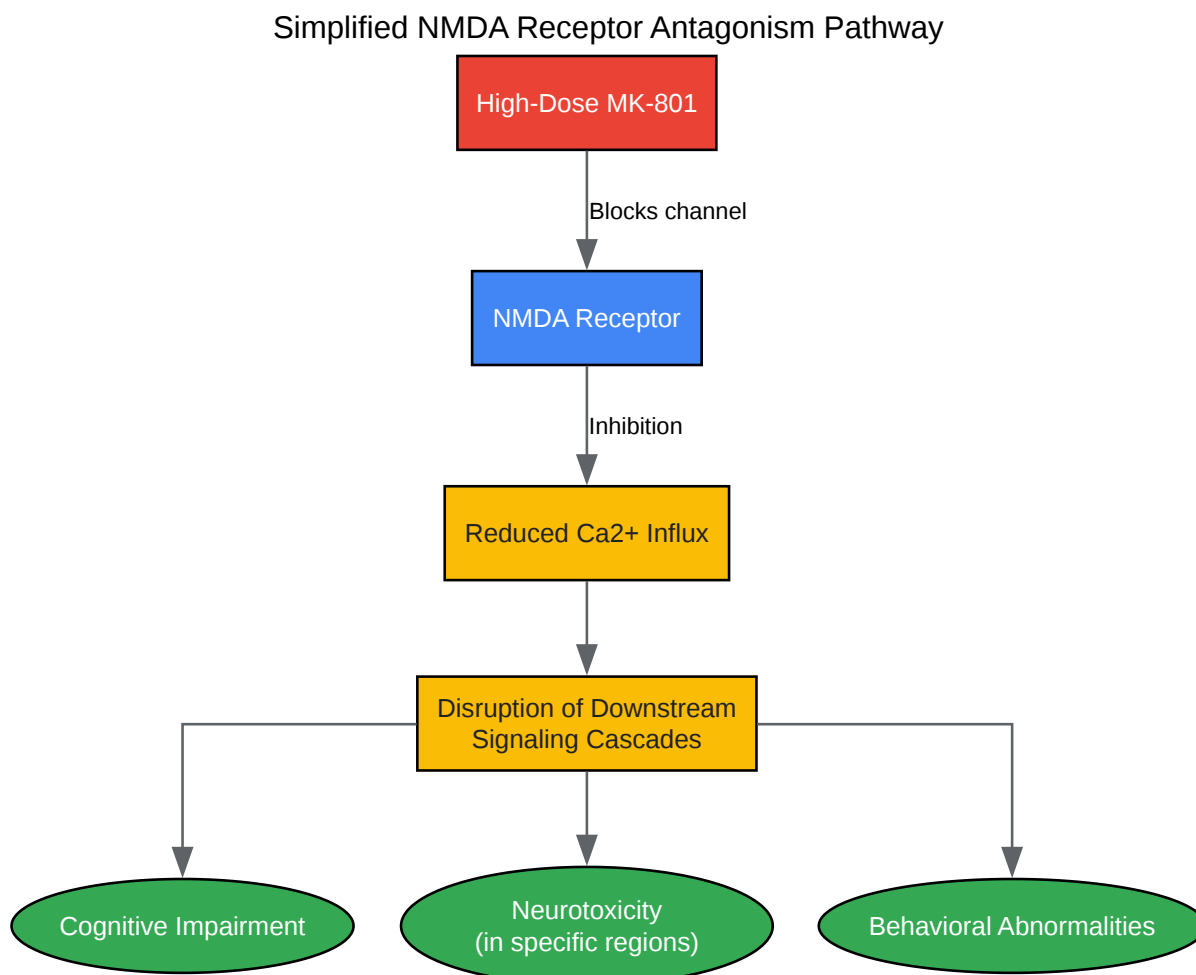 Simplified NMDA Receptor Antagonism Pathway
High-Dose MK-801
Blocks channel
NMDA Receptor
Inhibition
Reduced Ca2+ Influx
Disruption of Downstream
Signaling Cascades
Cognitive Impairment
Neurotoxicity
(in specific regions)
Behavioral Abnormalities